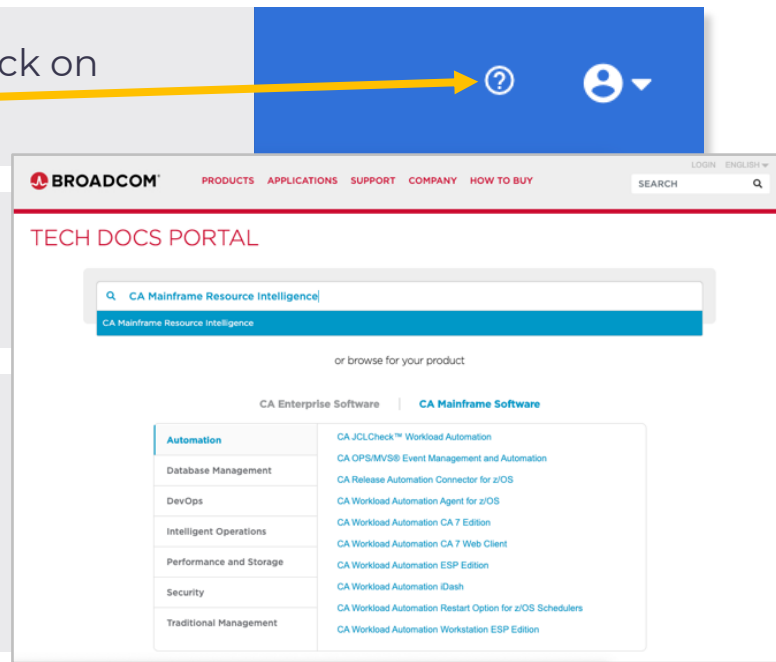 ck on
LOGIN ENGLISH
BROADCOM®
PRODUCTS APPLICATIONS SUPPORT COMPANY HOW TO BUY
SEARCH
TECH DOCS PORTAL
CA Mainframe Resource Intelligence
CA Mainframe Resource Intelligence
or browse for your product
CA Enterprise Software | CA Mainframe Software
Automation
Database Management
DevOps
Intelligent Operations
Performance and Storage
Security
Traditional Management
CA JCLCheck™ Workload Automation
CA OPS/MVS® Event Management and Automation
CA Release Automation Connector for z/OS
CA Workload Automation Agent for z/OS
CA Workload Automation CA 7 Edition
CA Workload Automation CA 7 Web Client
CA Workload Automation ESP Edition
CA Workload Automation iDash
CA Workload Automation Restart Option for z/OS Schedulers
CA Workload Automation Workstation ESP Edition